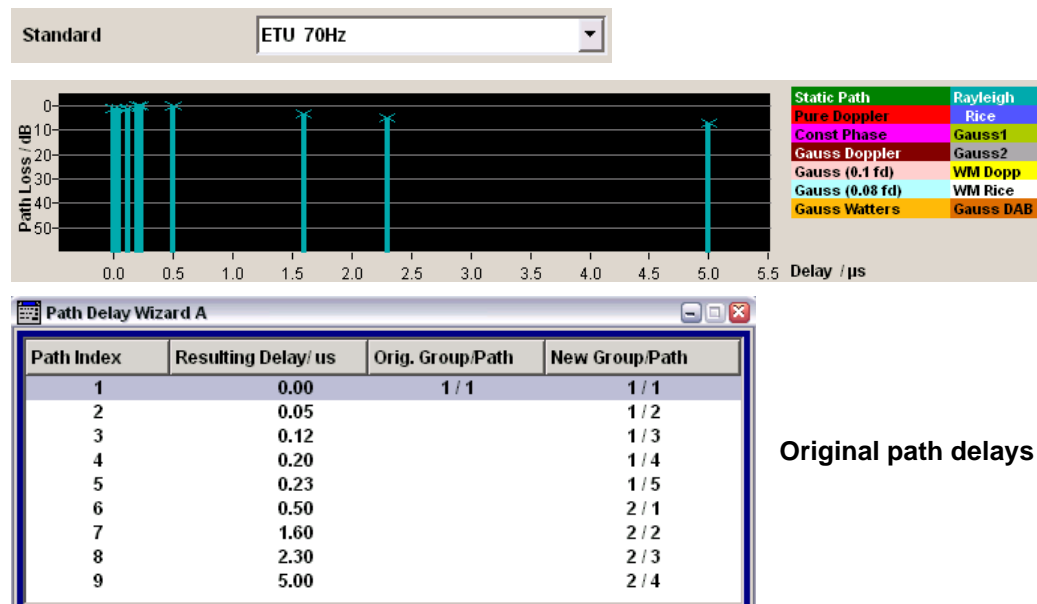 Standard ETU 70Hz
Path Loss / dB
0
10
20
30
40
50
0.0 0.5 1.0 1.5 2.0 2.5 3.0 3.5 4.0 4.5 5.0 5.5 Delay / µs
Static Path Rayleigh
Pure Doppler Rice
Const Phase Gauss1
Gauss Doppler Gauss2
Gauss (0.1 fd) WM Dopp
Gauss (0.08 fd) WM Rice
Gauss Watters Gauss DAB
Path Delay Wizard A
Path Index Resulting Delay/ us Orig. Group/Path New Group/Path
1 0.00 1 / 1 1 / 1
2 0.05 1 / 2
3 0.12 1 / 3
4 0.20 1 / 4
5 0.23 1 / 5
6 0.50 2 / 1
7 1.60 2 / 2
8 2.30 2 / 3
9 5.00 2 / 4
Original path delays